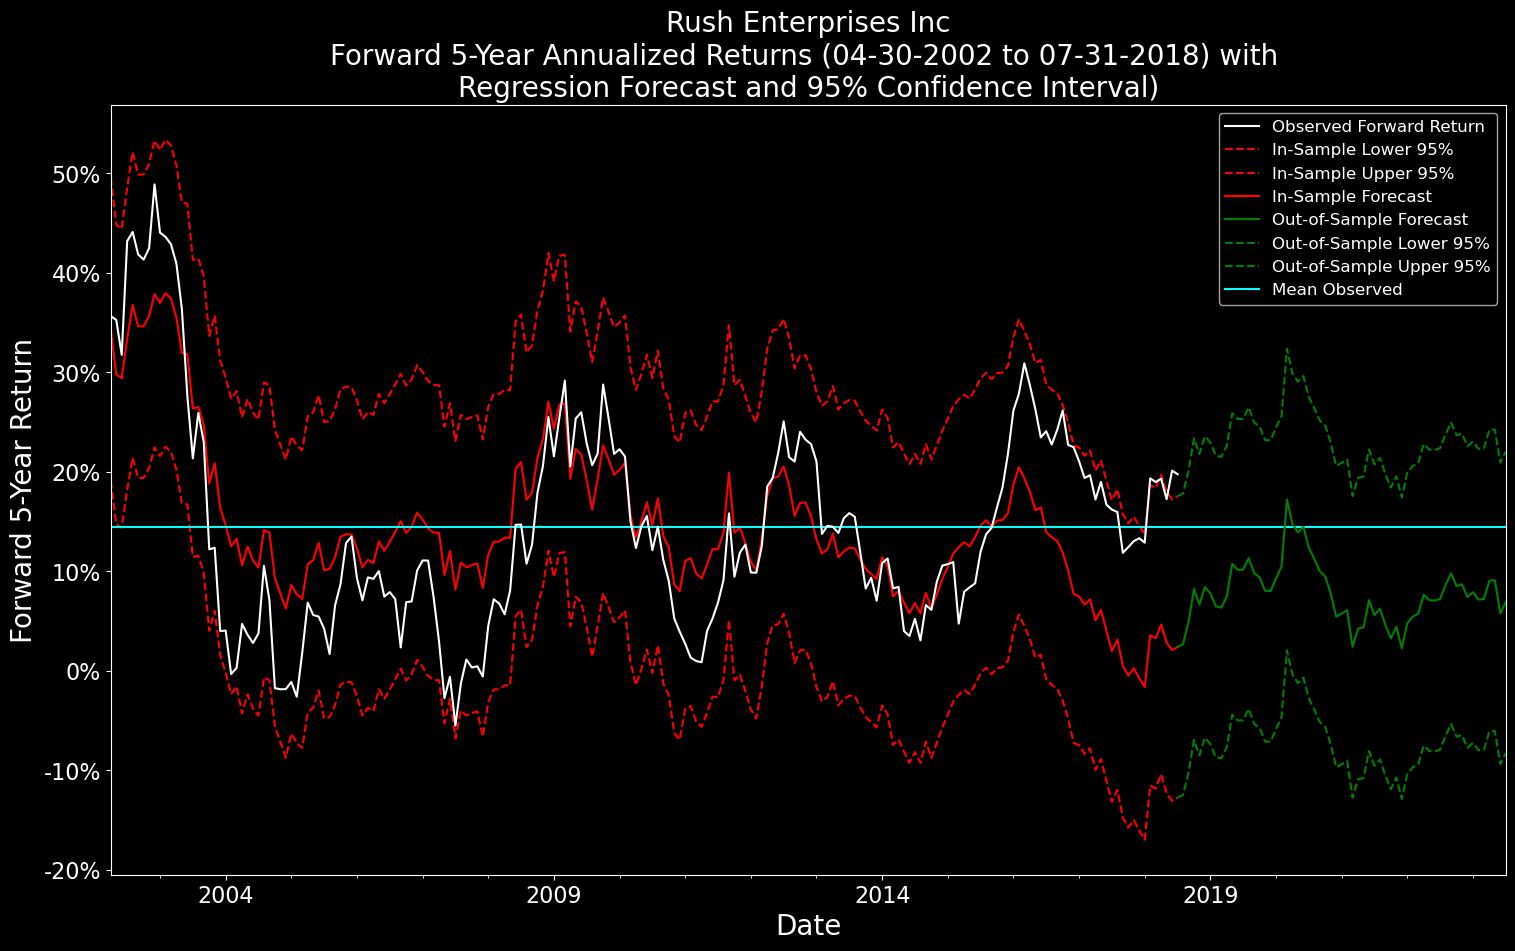 Rush Enterprises Inc
Forward 5-Year Annualized Returns (04-30-2002 to 07-31-2018) with
Regression Forecast and 95% Confidence Interval)
Observed Forward Return
In-Sample Lower 95%
In-Sample Upper 95%
In-Sample Forecast
Out-of-Sample Forecast
Out-of-Sample Lower 95%
Out-of-Sample Upper 95%
Mean Observed
Forward 5-Year Return
50%
40%
30%
20%
10%
0%
-10%
-20%
2004
2009
2014
2019
Date